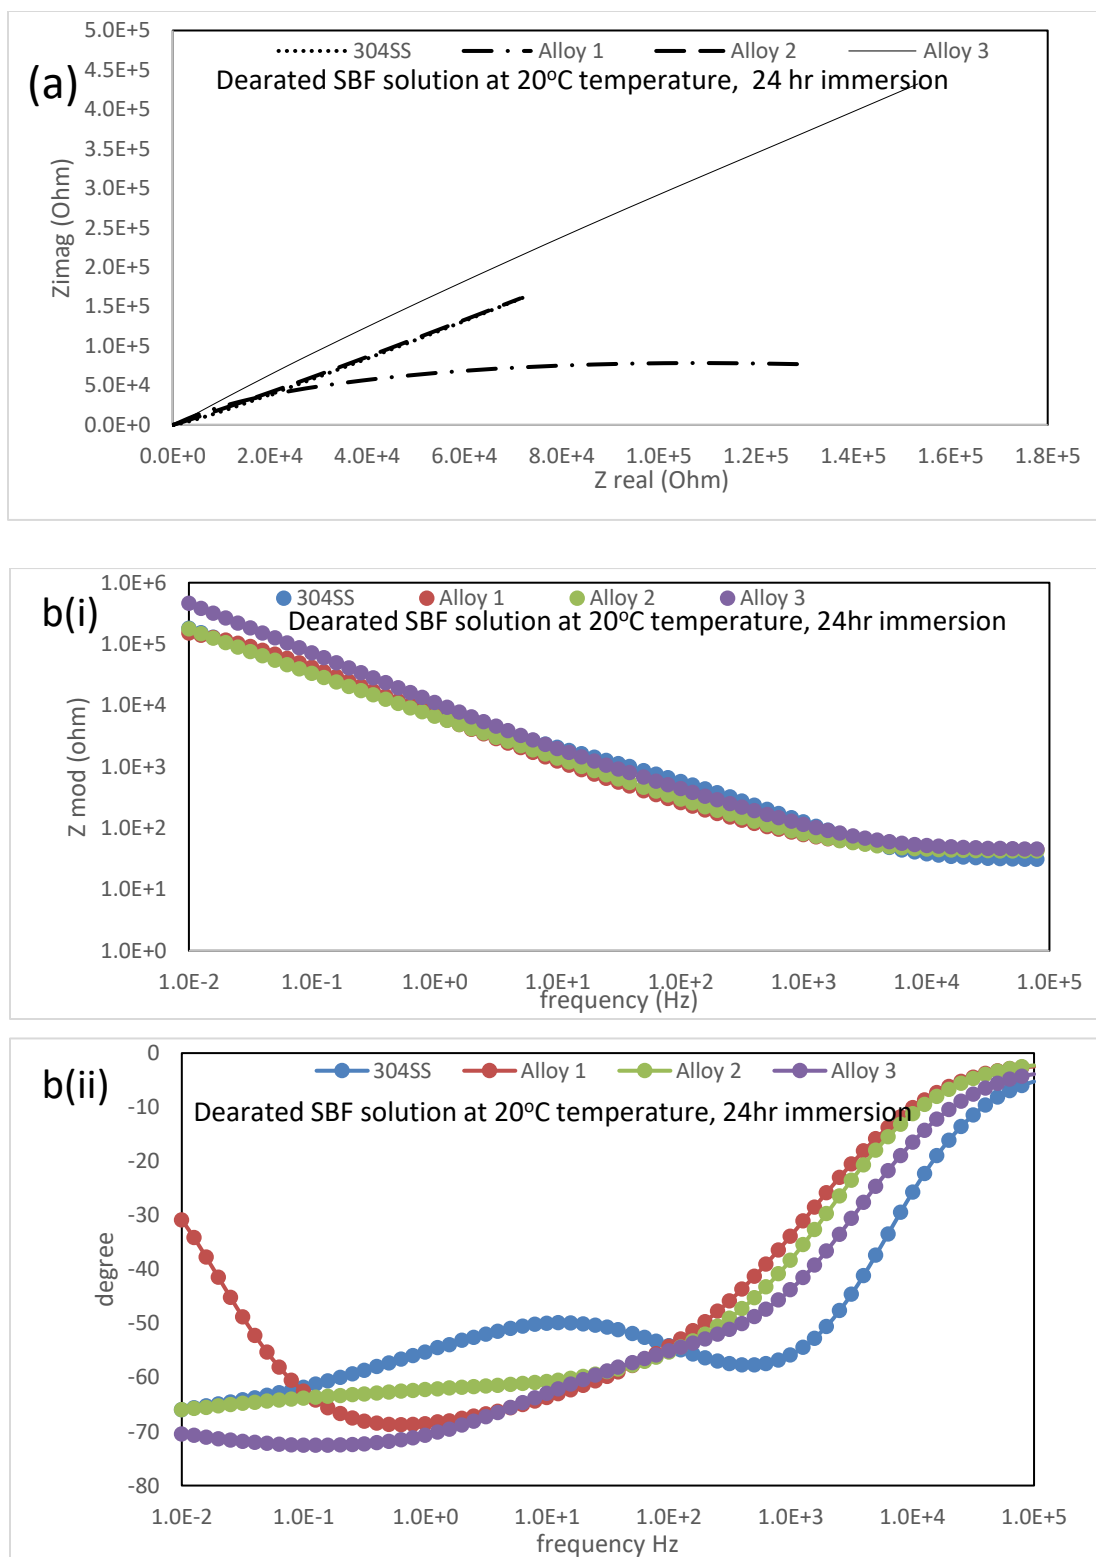 5.0E+5
304SS Alloy 1 Alloy 2 Alloy 3
4.5E+5
(a)
Dearated SBF solution at 20°C temperature, 24 hr immersion
4.0E+5
3.5E+5
3.0E+5
2.5E+5
2.0E+5
1.5E+5
1.0E+5
5.0E+4
0.0E+0
Zimag (Ohm)
0.0E+0 2.0E+4 4.0E+4 6.0E+4 8.0E+4 1.0E+5 1.2E+5 1.4E+5 1.6E+5 1.8E+5
Z real (Ohm)
1.0E+6
b(i)
304SS Alloy 1 Alloy 2 Alloy 3
Dearated SBF solution at 20°C temperature, 24hr immersion
1.0E+5
1.0E+4
1.0E+3
1.0E+2
1.0E+1
1.0E+0
Z mod (ohm)
1.0E-2 1.0E-1 1.0E+0 1.0E+1 1.0E+2 1.0E+3 1.0E+4 1.0E+5
frequency (Hz)
0
304SS Alloy 1 Alloy 2 Alloy 3
b(ii)
-10
Dearated SBF solution at 20°C temperature, 24hr immersion
-20
-30
-40
-50
-60
-70
-80
degree
1.0E-2 1.0E-1 1.0E+0 1.0E+1 1.0E+2 1.0E+3 1.0E+4 1.0E+5
frequency Hz